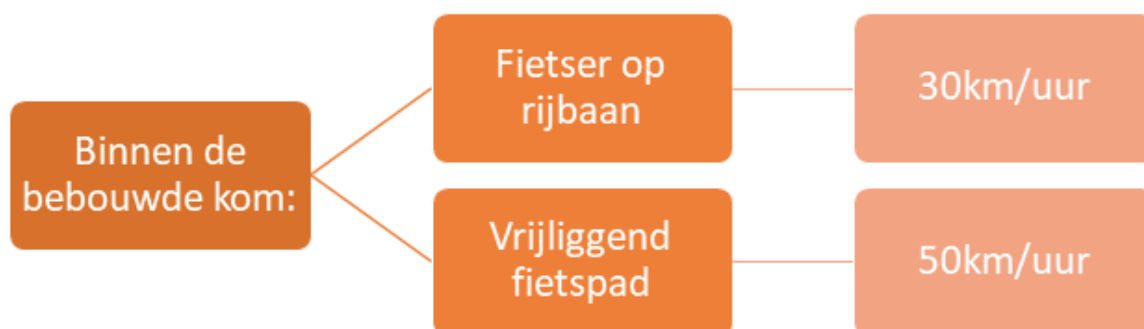 Binnen de
bebouwde kom:
Fietser op
rijbaan
30km/uur
Vrijliggend
fietspad
50km/uur